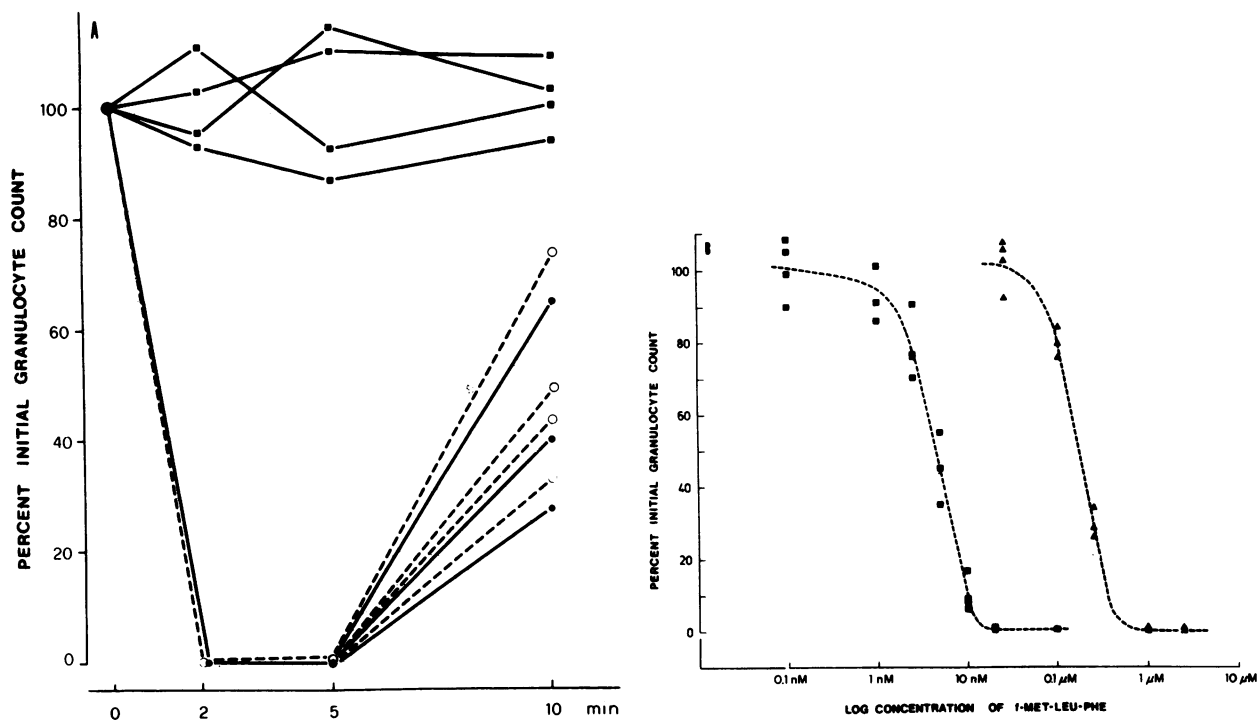 A
PERCENT INITIAL GRANULOCYTE COUNT
100
80
60
40
20
0
0 2 5 10 min
PERCENT INITIAL GRANULOCYTE COUNT
100
80
60
40
20
0
0.1 nM 1 nM 10 nM 0.1 µM 1 µM 10 µM
LOG CONCENTRATION OF f-MET-LEU-PHE